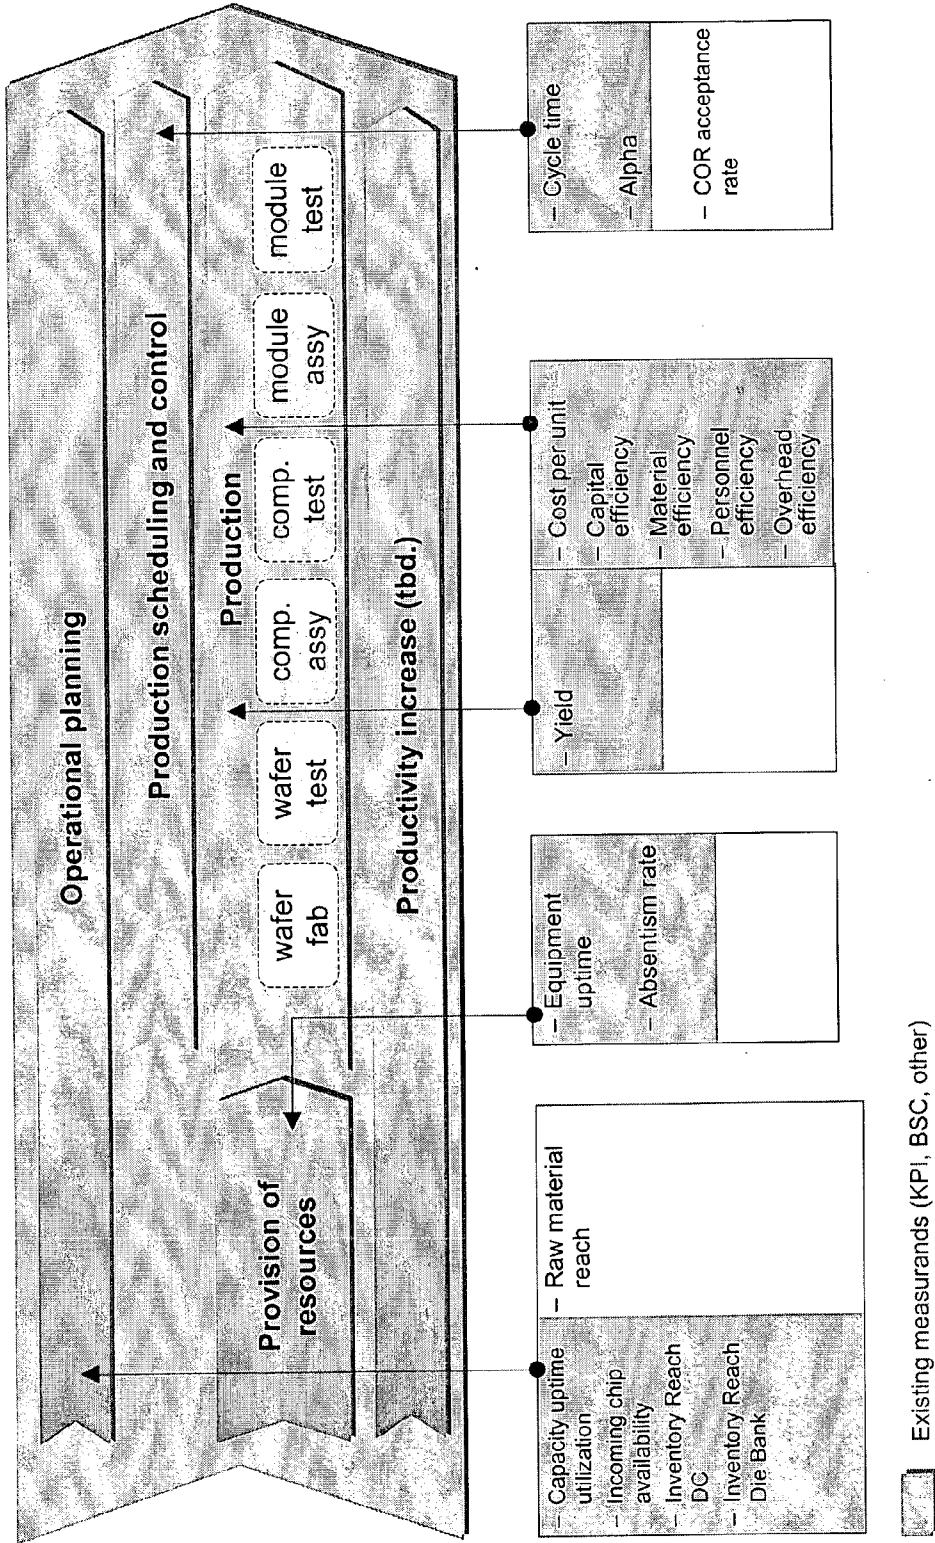 Operational planning
Production scheduling and control
Provision of
resources
Production
wafer
fab
wafer
test
comp.
assy
comp.
test
module
assy
module
test
Productivity increase (tbd.)
– Capacity uptime
utilization
– Incoming chip
availability
– Inventory Reach
DC
– Inventory Reach
Die Bank
– Raw material
reach
– Equipment
uptime
– Absentism rate
– Yield
– Cost per unit
– Capital
efficiency
– Material
efficiency
– Personnel
efficiency
– Overhead
efficiency
– Cycle time
– Alpha
– COR acceptance
rate
Existing measurands (KPI, BSC, other)